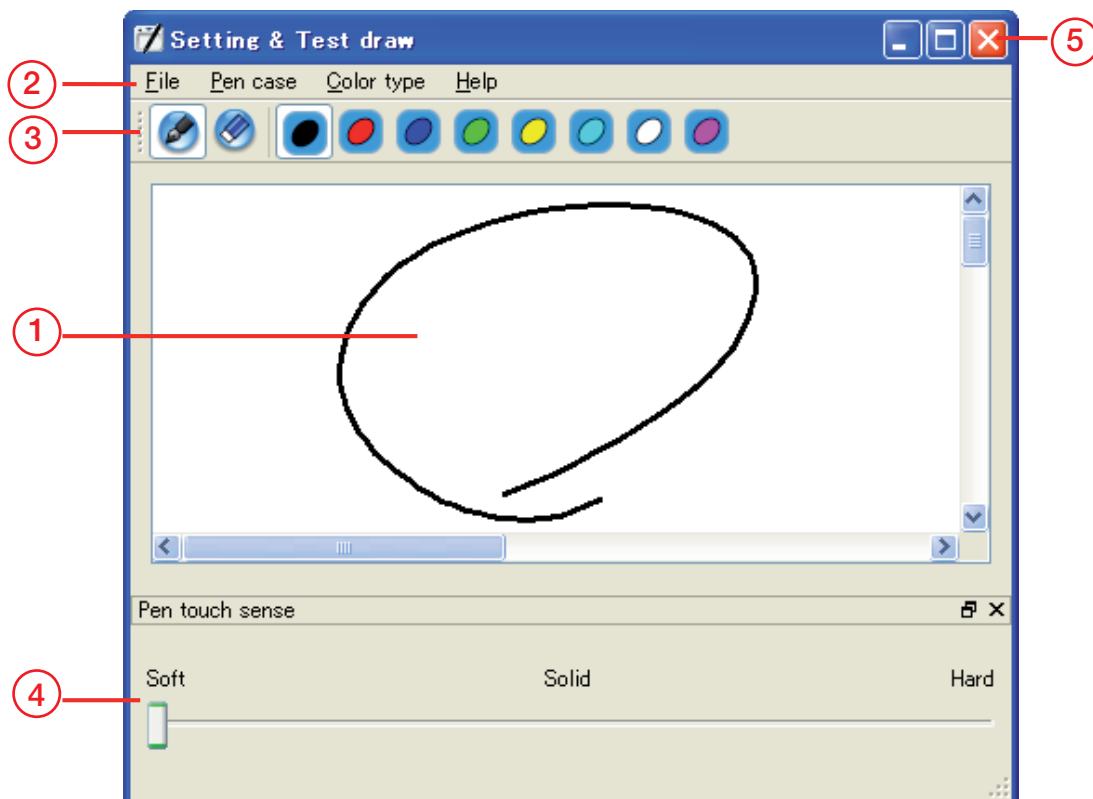 Setting & Test draw
5
2
File Pen case Color type Help
3
1
Pen touch sense
Soft Solid Hard
4